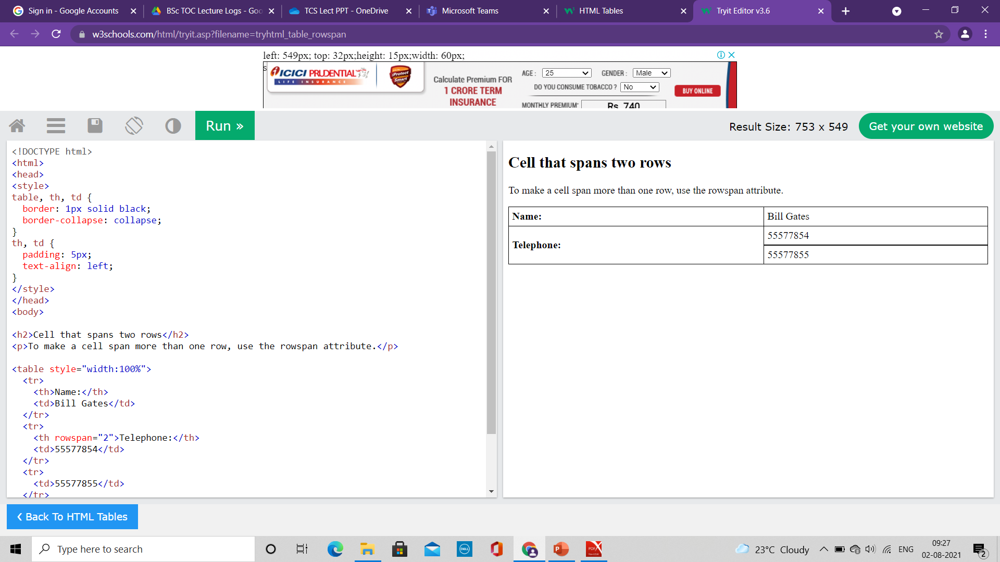 Sign in - Google Accounts
BSc TOC Lecture Logs - Goo
TCS Lect PPT - OneDrive
Microsoft Teams
HTML Tables
Tryit Editor v3.6
w3schools.com/html/tryit.asp?filename=tryhtml_table_rowspan
left: 549px; top: 32px;height: 15px;width: 60px;
s
ICICI PRUDENTIAL
LIFE INSURANCE
iProtect
Smart
Calculate Premium FOR
1 CRORE TERM
INSURANCE
AGE : 25 GENDER : Male
DO YOU CONSUME TOBACCO ? No
MONTHLY PREMIUM* Rs. 740
BUY ONLINE
Run »
Result Size: 753 x 549
Get your own website
<!DOCTYPE html>
<html>
<head>
<style>
table, th, td {
  border: 1px solid black;
  border-collapse: collapse;
}
th, td {
  padding: 5px;
  text-align: left;
}
</style>
</head>
<body>
<h2>Cell that spans two rows</h2>
<p>To make a cell span more than one row, use the rowspan attribute.</p>
<table style="width:100%">
  <tr>
    <th>Name:</th>
    <td>Bill Gates</td>
  </tr>
  <tr>
    <th rowspan="2">Telephone:</th>
    <td>55577854</td>
  </tr>
  <tr>
    <td>55577855</td>
  </tr>
Cell that spans two rows
To make a cell span more than one row, use the rowspan attribute.
Name: Bill Gates
Telephone: 55577854
55577855
❮ Back To HTML Tables
Type here to search
DELL
PDF
23°C Cloudy
ENG
09:27
02-08-2021
2